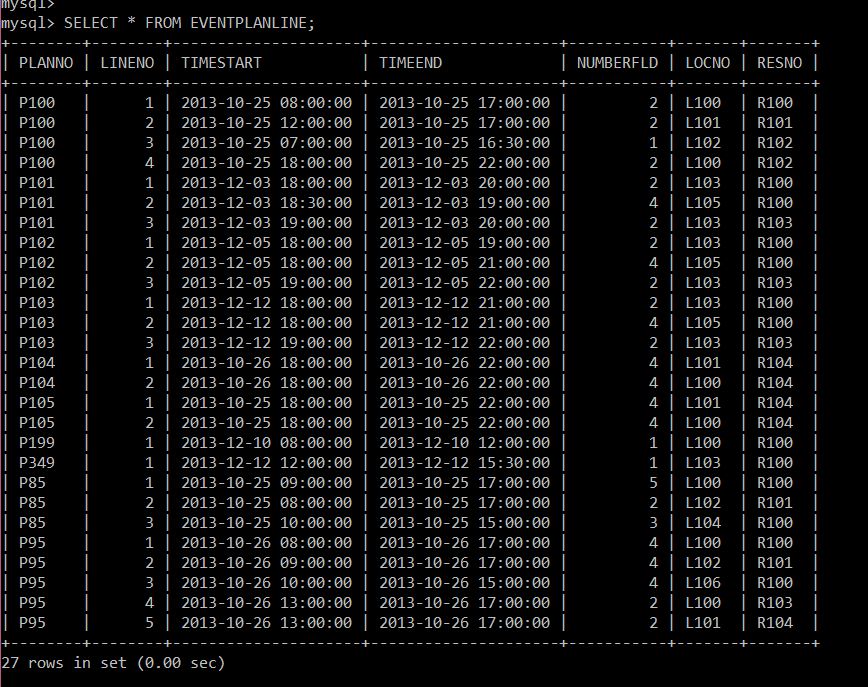 mysql>
mysql> SELECT * FROM EVENTPLANLINE;
+--------+--------+---------------------+---------------------+-----------+-------+-------+
| PLANNO | LINENO | TIMESTART           | TIMEEND             | NUMBERFLD | LOCNO | RESNO |
+--------+--------+---------------------+---------------------+-----------+-------+-------+
| P100   |      1 | 2013-10-25 08:00:00 | 2013-10-25 17:00:00 |         2 | L100  | R100  |
| P100   |      2 | 2013-10-25 12:00:00 | 2013-10-25 17:00:00 |         2 | L101  | R101  |
| P100   |      3 | 2013-10-25 07:00:00 | 2013-10-25 16:30:00 |         1 | L102  | R102  |
| P100   |      4 | 2013-10-25 18:00:00 | 2013-10-25 22:00:00 |         2 | L100  | R102  |
| P101   |      1 | 2013-12-03 18:00:00 | 2013-12-03 20:00:00 |         2 | L103  | R100  |
| P101   |      2 | 2013-12-03 18:30:00 | 2013-12-03 19:00:00 |         4 | L105  | R100  |
| P101   |      3 | 2013-12-03 19:00:00 | 2013-12-03 20:00:00 |         2 | L103  | R103  |
| P102   |      1 | 2013-12-05 18:00:00 | 2013-12-05 19:00:00 |         2 | L103  | R100  |
| P102   |      2 | 2013-12-05 18:00:00 | 2013-12-05 21:00:00 |         4 | L105  | R100  |
| P102   |      3 | 2013-12-05 19:00:00 | 2013-12-05 22:00:00 |         2 | L103  | R103  |
| P103   |      1 | 2013-12-12 18:00:00 | 2013-12-12 21:00:00 |         2 | L103  | R100  |
| P103   |      2 | 2013-12-12 18:00:00 | 2013-12-12 21:00:00 |         4 | L105  | R100  |
| P103   |      3 | 2013-12-12 19:00:00 | 2013-12-12 22:00:00 |         2 | L103  | R103  |
| P104   |      1 | 2013-10-26 18:00:00 | 2013-10-26 22:00:00 |         4 | L101  | R104  |
| P104   |      2 | 2013-10-26 18:00:00 | 2013-10-26 22:00:00 |         4 | L100  | R104  |
| P105   |      1 | 2013-10-25 18:00:00 | 2013-10-25 22:00:00 |         4 | L101  | R104  |
| P105   |      2 | 2013-10-25 18:00:00 | 2013-10-25 22:00:00 |         4 | L100  | R104  |
| P199   |      1 | 2013-12-10 08:00:00 | 2013-12-10 12:00:00 |         1 | L100  | R100  |
| P349   |      1 | 2013-12-12 12:00:00 | 2013-12-12 15:30:00 |         1 | L103  | R100  |
| P85    |      1 | 2013-10-25 09:00:00 | 2013-10-25 17:00:00 |         5 | L100  | R100  |
| P85    |      2 | 2013-10-25 08:00:00 | 2013-10-25 17:00:00 |         2 | L102  | R101  |
| P85    |      3 | 2013-10-25 10:00:00 | 2013-10-25 15:00:00 |         3 | L104  | R100  |
| P95    |      1 | 2013-10-26 08:00:00 | 2013-10-26 17:00:00 |         4 | L100  | R100  |
| P95    |      2 | 2013-10-26 09:00:00 | 2013-10-26 17:00:00 |         4 | L102  | R101  |
| P95    |      3 | 2013-10-26 10:00:00 | 2013-10-26 15:00:00 |         4 | L106  | R100  |
| P95    |      4 | 2013-10-26 13:00:00 | 2013-10-26 17:00:00 |         2 | L100  | R103  |
| P95    |      5 | 2013-10-26 13:00:00 | 2013-10-26 17:00:00 |         2 | L101  | R104  |
+--------+--------+---------------------+---------------------+-----------+-------+-------+
27 rows in set (0.00 sec)